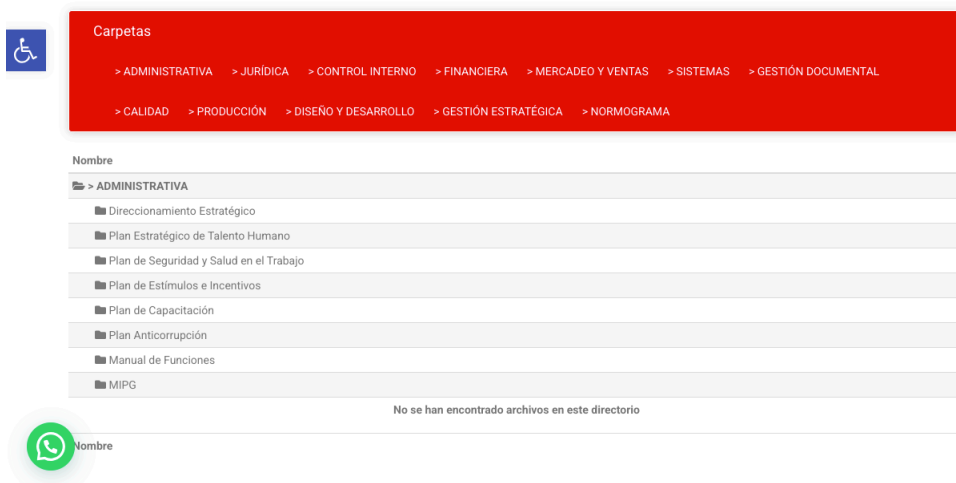 Carpetas
> ADMINISTRATIVA > JURÍDICA > CONTROL INTERNO > FINANCIERA > MERCADEO Y VENTAS > SISTEMAS > GESTIÓN DOCUMENTAL
> CALIDAD > PRODUCCIÓN > DISEÑO Y DESARROLLO > GESTIÓN ESTRATÉGICA > NORMOGRAMA
Nombre
> ADMINISTRATIVA
Direccionamiento Estratégico
Plan Estratégico de Talento Humano
Plan de Seguridad y Salud en el Trabajo
Plan de Estímulos e Incentivos
Plan de Capacitación
Plan Anticorrupción
Manual de Funciones
MIPG
No se han encontrado archivos en este directorio
Nombre